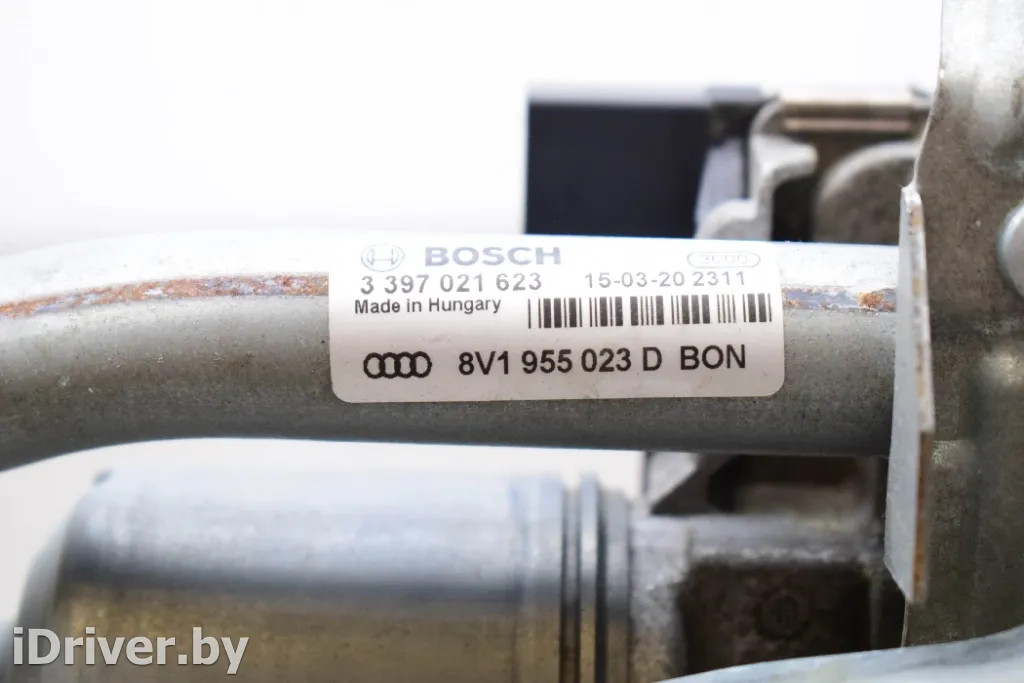 BOSCH
3 397 021 623 15-03-20 2311
Made in Hungary
8V1 955 023 D BON
iDriver.by